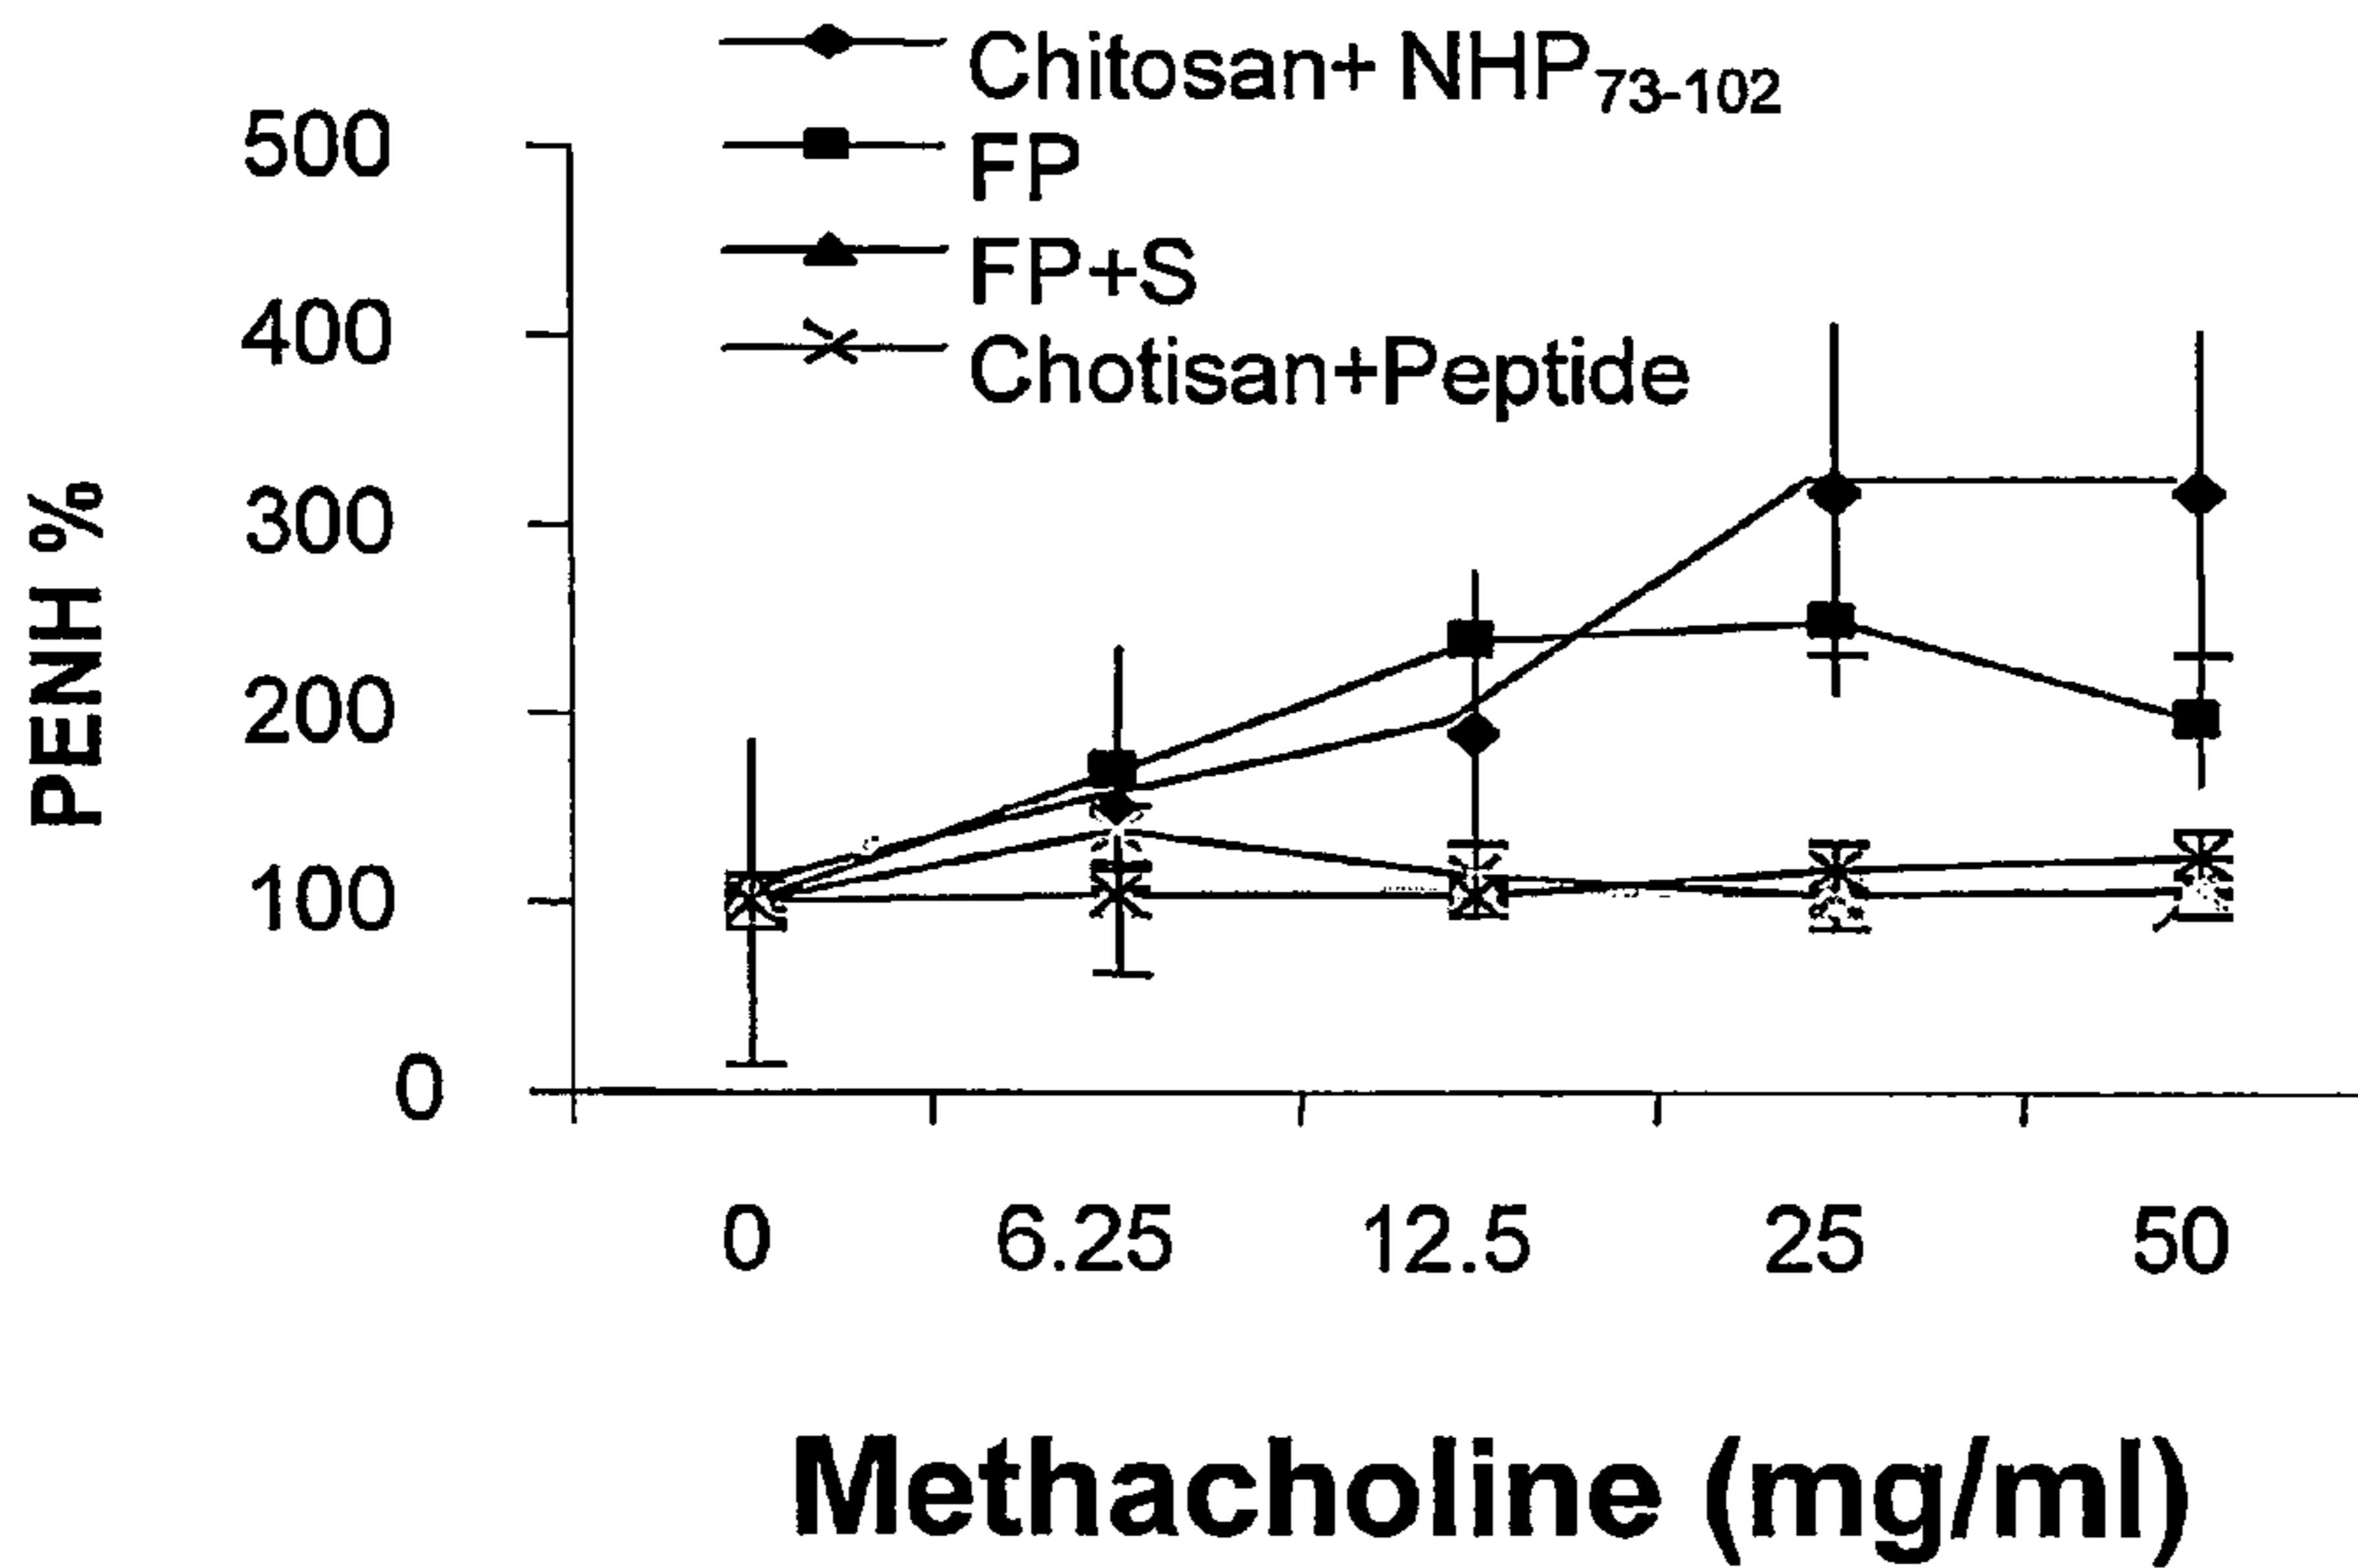 Chitosan+ NHP73-102
FP
FP+S
Chotisan+Peptide
500
400
300
200
100
0
PENH %
0 6.25 12.5 25 50
Methacholine (mg/ml)